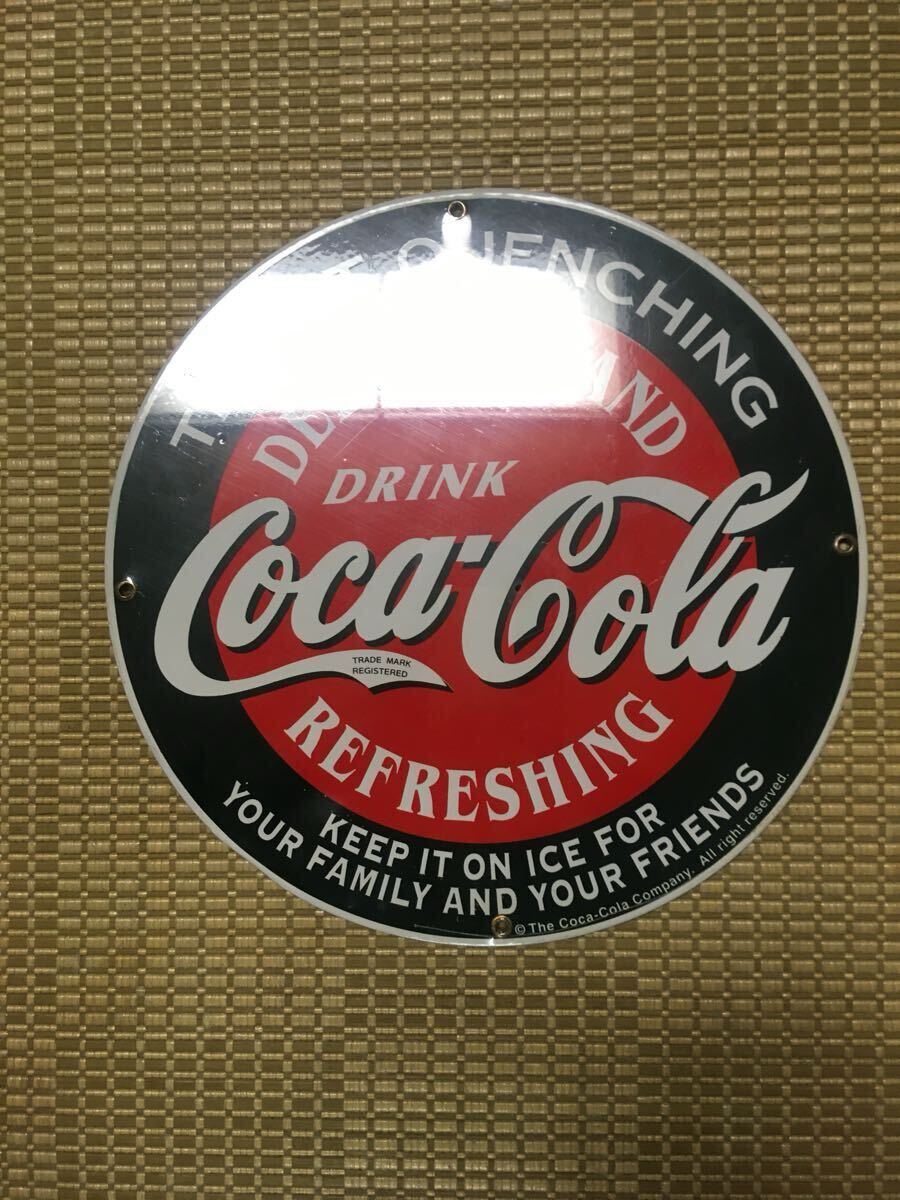 QUENCHING
AND
DRINK
Coca-Cola
TRADE MARK
REGISTERED
REFRESHING
KEEP IT ON ICE FOR
YOUR FAMILY AND YOUR FRIENDS
© The Coca-Cola Company. All right reserved.